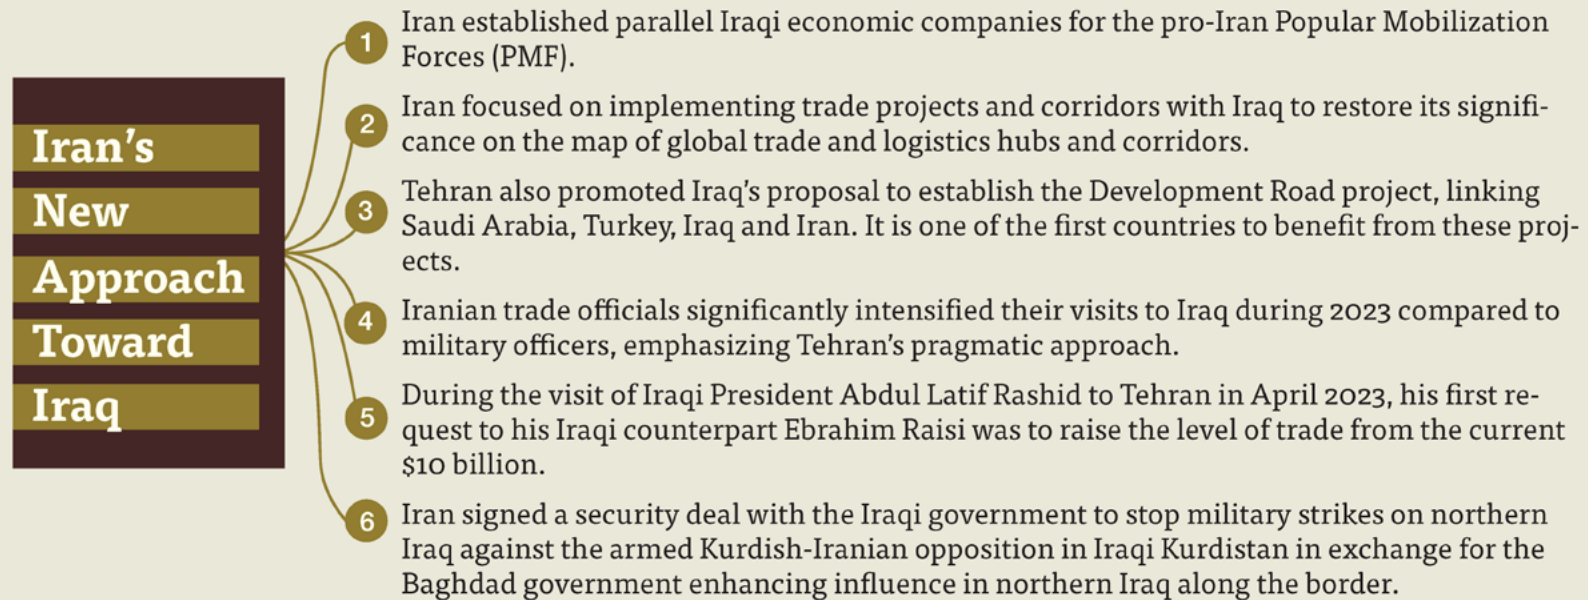 Iran's
New
Approach
Toward
Iraq
1
Iran established parallel Iraqi economic companies for the pro-Iran Popular Mobilization
Forces (PMF).
2
Iran focused on implementing trade projects and corridors with Iraq to restore its signifi-
cance on the map of global trade and logistics hubs and corridors.
3
Tehran also promoted Iraq's proposal to establish the Development Road project, linking
Saudi Arabia, Turkey, Iraq and Iran. It is one of the first countries to benefit from these proj-
ects.
4
Iranian trade officials significantly intensified their visits to Iraq during 2023 compared to
military officers, emphasizing Tehran's pragmatic approach.
5
During the visit of Iraqi President Abdul Latif Rashid to Tehran in April 2023, his first re-
quest to his Iraqi counterpart Ebrahim Raisi was to raise the level of trade from the current
$10 billion.
6
Iran signed a security deal with the Iraqi government to stop military strikes on northern
Iraq against the armed Kurdish-Iranian opposition in Iraqi Kurdistan in exchange for the
Baghdad government enhancing influence in northern Iraq along the border.